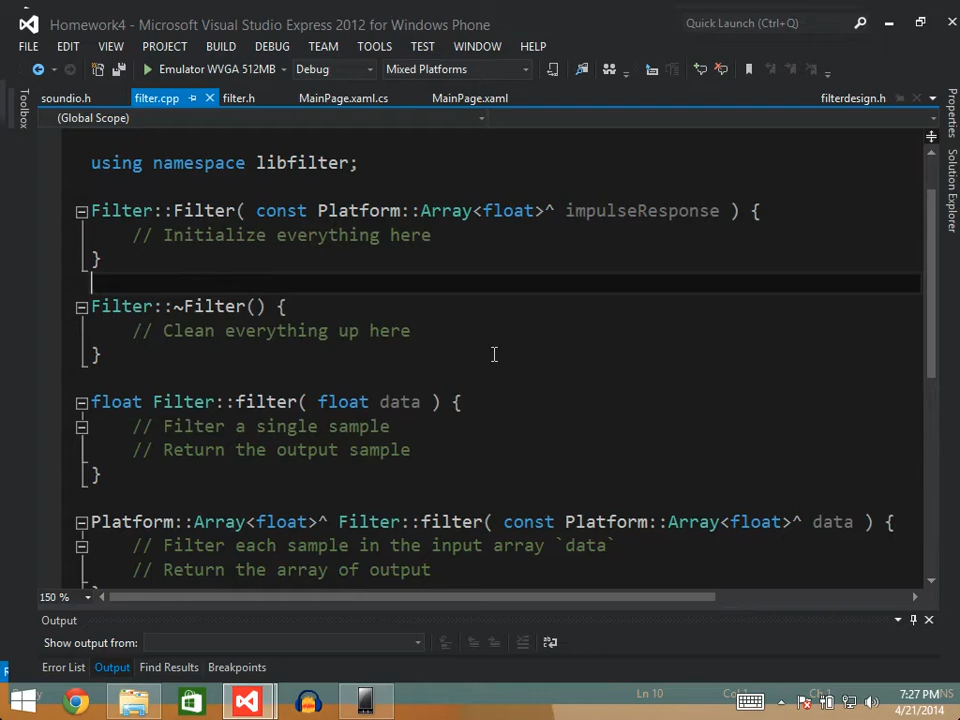 Homework4 - Microsoft Visual Studio Express 2012 for Windows Phone
Quick Launch (Ctrl+Q)
FILE EDIT VIEW PROJECT BUILD DEBUG TEAM TOOLS TEST WINDOW HELP
Emulator WVGA 512MB Debug Mixed Platforms
soundio.h filter.cpp filter.h MainPage.xaml.cs MainPage.xaml filterdesign.h
Toolbox
Properties
Solution Explorer
(Global Scope)
using namespace libfilter;
Filter::Filter( const Platform::Array<float>^ impulseResponse ) {
// Initialize everything here
}
Filter::~Filter() {
// Clean everything up here
}
float Filter::filter( float data ) {
// Filter a single sample
// Return the output sample
}
Platform::Array<float>^ Filter::filter( const Platform::Array<float>^ data ) {
// Filter each sample in the input array `data`
// Return the array of output
150 %
Output
Show output from:
Error List Output Find Results Breakpoints
Ln 10
7:27 PM
4/21/2014